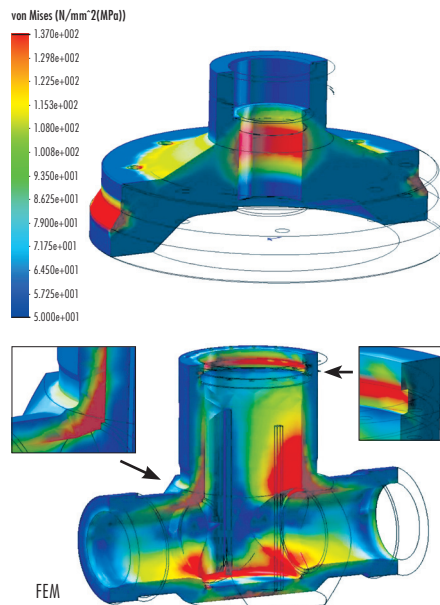 von Mises (N/mm^2(MPa))
1.370e+002
1.298e+002
1.225e+002
1.153e+002
1.080e+002
1.008e+002
9.350e+001
8.625e+001
7.900e+001
7.175e+001
6.450e+001
5.725e+001
5.000e+001
FEM